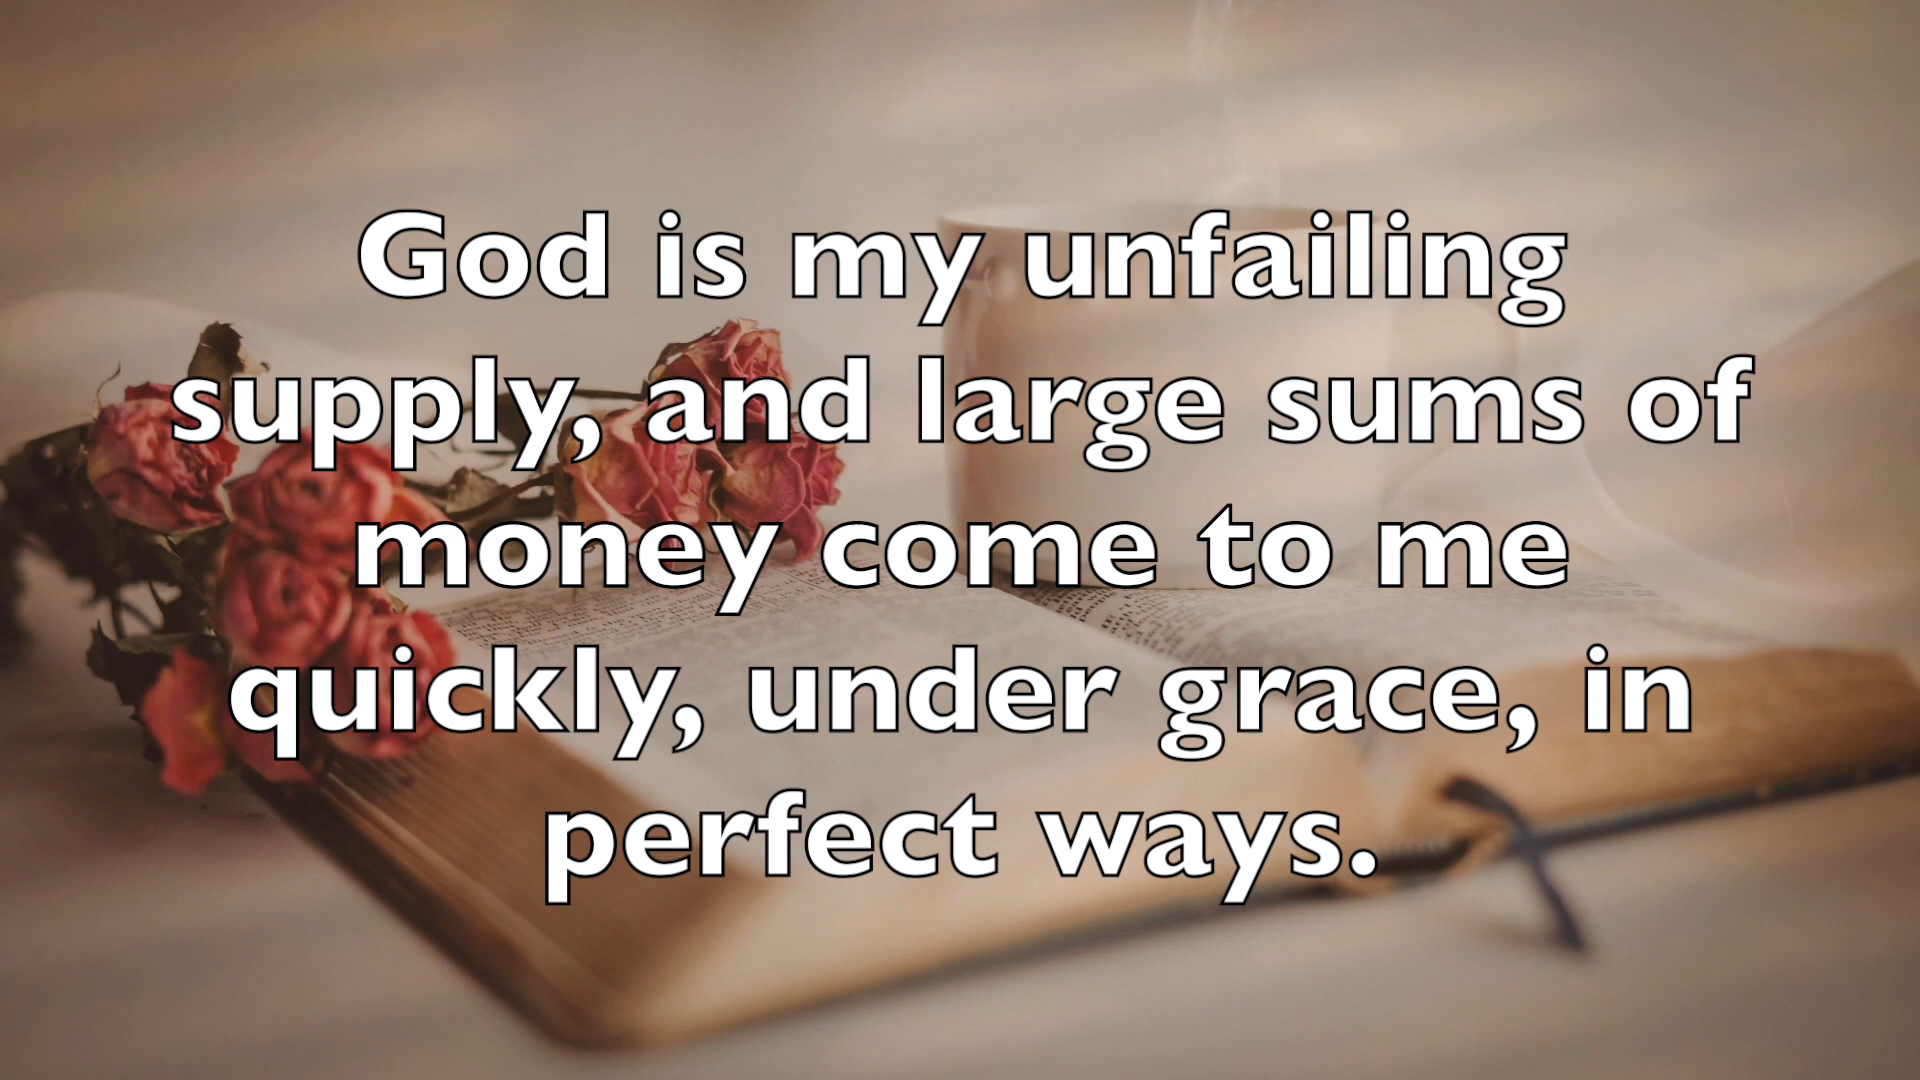 God is my unfailing
supply, and large sums of
money come to me
quickly, under grace, in
perfect ways.